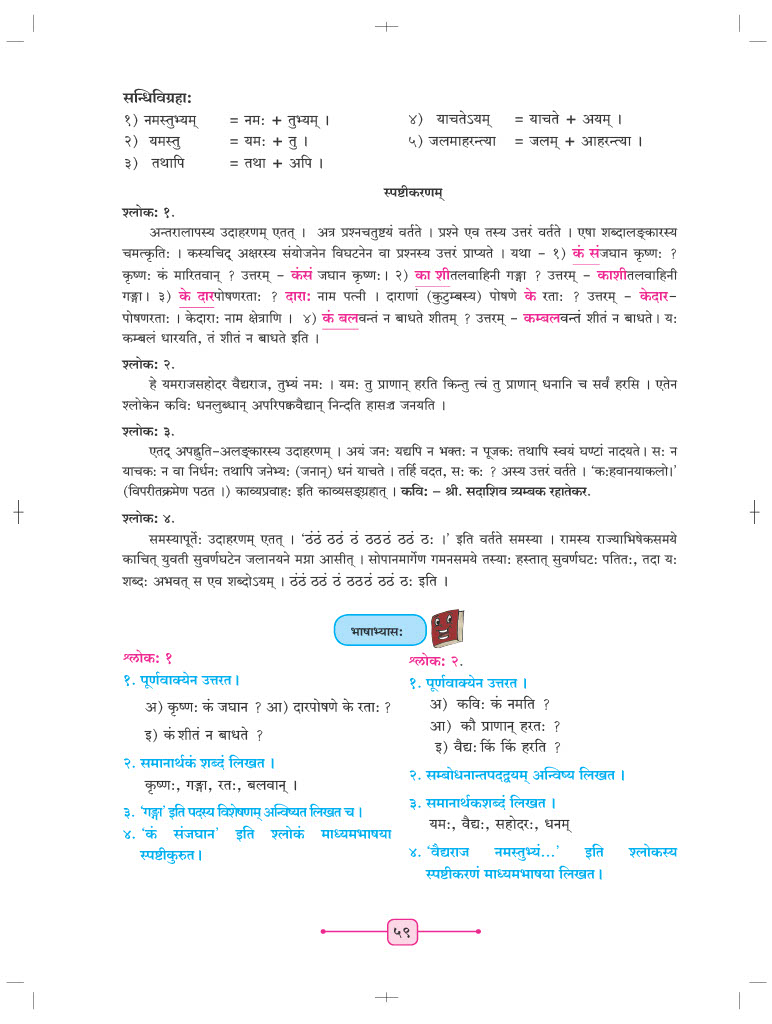 सन्धिविग्रहाः
१) नमस्तुभ्यम् = नमः + तुभ्यम् ।
२) यमस्तु = यमः + तु ।
३) तथापि = तथा + अपि ।
४) याचतेऽयम् = याचते + अयम् ।
५) जलमाहरन्त्या = जलम् + आहरन्त्या ।
स्पष्टीकरणम्
श्लोकः १.
अन्तरालापस्य उदाहरणम् एतत् । अत्र प्रश्नचतुष्टयं वर्तते । प्रश्ने एव तस्य उत्तरं वर्तते । एषा शब्दालङ्कारस्य
चमत्कृतिः । कस्यचिद् अक्षरस्य संयोजनेन विघटनेन वा प्रश्नस्य उत्तरं प्राप्यते । यथा – १) कं संजघान कृष्णः ?
कृष्णः कं मारितवान् ? उत्तरम् – कंसं जघान कृष्णः। २) का शीतलवाहिनी गङ्गा ? उत्तरम् – काशीतलवाहिनी
गङ्गा। ३) के दारपोषणरताः ? दाराः नाम पत्नी । दाराणां (कुटुम्बस्य) पोषणे के रताः ? उत्तरम् – केदार–
पोषणरताः । केदाराः नाम क्षेत्राणि । ४) कं बलवन्तं न बाधते शीतम् ? उत्तरम् – कम्बलवन्तं शीतं न बाधते। यः
कम्बलं धारयति, तं शीतं न बाधते इति ।
श्लोकः २.
हे यमराजसहोदर वैद्यराज, तुभ्यं नमः । यमः तु प्राणान् हरति किन्तु त्वं तु प्राणान् धनानि च सर्वं हरसि । एतेन
श्लोकेन कविः धनलुब्धान् अपरिपक्ववैद्यान् निन्दति हासञ्च जनयति ।
श्लोकः ३.
एतद् अपह्नुति–अलङ्कारस्य उदाहरणम् । अयं जनः यद्यपि न भक्तः न पूजकः तथापि स्वयं घण्टां नादयते। सः न
याचकः न वा निर्धनः तथापि जनेभ्यः (जनान्) धनं याचते । तर्हि वदत, सः कः ? अस्य उत्तरं वर्तते । ‘कःहवानयाकलो।’
(विपरीतक्रमेण पठत ।) काव्यप्रवाहः इति काव्यसङ्ग्रहात् । कविः – श्री. सदाशिव त्र्यम्बक रहातेकर.
श्लोकः ४.
समस्यापूर्तेः उदाहरणम् एतत् । ‘ठंठं ठठं ठं ठठठं ठठं ठः ।’ इति वर्तते समस्या । रामस्य राज्याभिषेकसमये
काचित् युवती सुवर्णघटेन जलानयने मग्ना आसीत् । सोपानमार्गेण गमनसमये तस्याः हस्तात् सुवर्णघटः पतितः, तदा यः
शब्दः अभवत् स एव शब्दोऽयम् । ठंठं ठठं ठं ठठठं ठठं ठः इति ।
भाषाभ्यासः
श्लोकः १
१. पूर्णवाक्येन उत्तरत।
अ) कृष्णः कं जघान ? आ) दारपोषणे के रताः ?
इ) कं शीतं न बाधते ?
२. समानार्थकं शब्दं लिखत।
कृष्णः, गङ्गा, रतः, बलवान् ।
३. ‘गङ्गा’ इति पदस्य विशेषणम् अन्विष्यत लिखत च।
४. ‘कं संजघान’ इति श्लोकं माध्यमभाषया
स्पष्टीकुरुत।
श्लोकः २.
१. पूर्णवाक्येन उत्तरत ।
अ) कविः कं नमति ?
आ) कौ प्राणान् हरतः ?
इ) वैद्यः किं किं हरति ?
२. सम्बोधनान्तपदद्वयम् अन्विष्य लिखत ।
३. समानार्थकशब्दं लिखत ।
यमः, वैद्यः, सहोदरः, धनम्
४. ‘वैद्यराज नमस्तुभ्यं...’ इति श्लोकस्य
स्पष्टीकरणं माध्यमभाषया लिखत।
५९